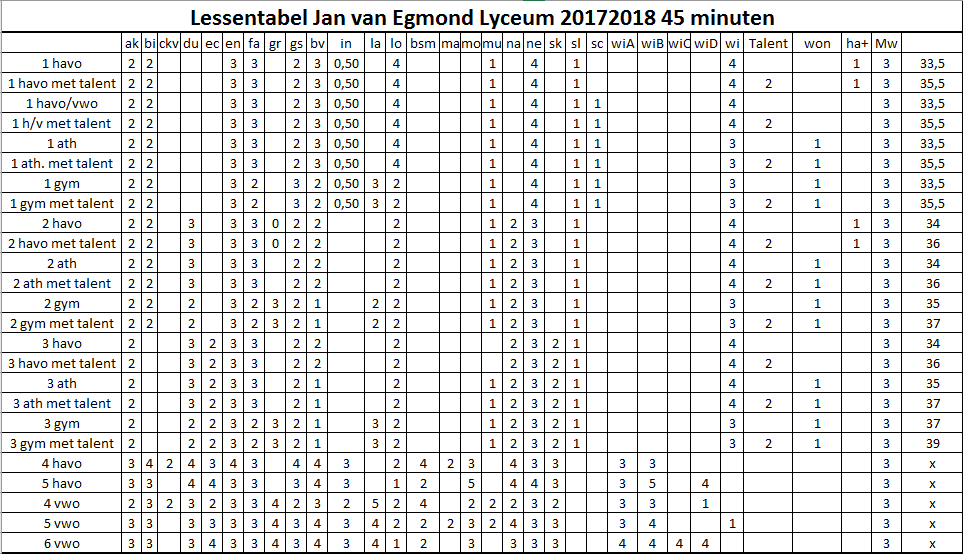 Lessentabel Jan van Egmond Lyceum 20172018 45 minuten
ak bi ckv du ec en fa gr gs bv in la lo bsm ma mo mu na ne sk sl sc wiA wiB wiC wiD wi Talent won ha+ Mw
1 havo 2 2 3 3 2 3 0,50 4 1 4 1 4 1 3 33,5
1 havo met talent 2 2 3 3 2 3 0,50 4 1 4 1 4 2 1 3 35,5
1 havo/vwo 2 2 3 3 2 3 0,50 4 1 4 1 1 4 3 33,5
1 h/v met talent 2 2 3 3 2 3 0,50 4 1 4 1 1 4 2 3 35,5
1 ath 2 2 3 3 2 3 0,50 4 1 4 1 1 3 1 3 33,5
1 ath. met talent 2 2 3 3 2 3 0,50 4 1 4 1 1 3 2 1 3 35,5
1 gym 2 2 3 2 3 2 0,50 3 2 1 4 1 1 3 1 3 33,5
1 gym met talent 2 2 3 2 3 2 0,50 3 2 1 4 1 1 3 2 1 3 35,5
2 havo 2 2 3 3 3 0 2 2 2 1 2 3 1 4 1 3 34
2 havo met talent 2 2 3 3 3 0 2 2 2 1 2 3 1 4 2 1 3 36
2 ath 2 2 3 3 3 2 2 2 1 2 3 1 4 1 3 34
2 ath met talent 2 2 3 3 3 2 2 2 1 2 3 1 4 2 1 3 36
2 gym 2 2 2 3 2 3 2 1 2 2 1 2 3 1 3 1 3 35
2 gym met talent 2 2 2 3 2 3 2 1 2 2 1 2 3 1 3 2 1 3 37
3 havo 2 3 2 3 3 2 2 2 2 3 2 1 4 3 34
3 havo met talent 2 3 2 3 3 2 2 2 2 3 2 1 4 2 3 36
3 ath 2 3 2 3 3 2 1 2 1 2 3 2 1 4 1 3 35
3 ath met talent 2 3 2 3 3 2 1 2 1 2 3 2 1 4 2 1 3 37
3 gym 2 2 2 3 2 3 2 1 3 2 1 2 3 2 1 3 1 3 37
3 gym met talent 2 2 2 3 2 3 2 1 3 2 1 2 3 2 1 3 2 1 3 39
4 havo 3 4 2 4 3 4 3 4 4 3 2 4 2 3 4 3 3 3 3 3 x
5 havo 3 3 4 4 3 3 3 4 3 1 2 5 4 4 3 3 5 4 3 x
4 vwo 2 3 2 3 2 3 3 4 2 3 2 5 2 4 2 2 2 3 2 3 3 1 3 x
5 vwo 3 3 3 3 3 3 4 3 4 3 4 2 2 2 3 2 4 3 3 3 4 1 3 x
6 vwo 3 3 3 4 3 3 4 3 4 3 4 1 2 3 3 3 3 4 4 4 4 3 x